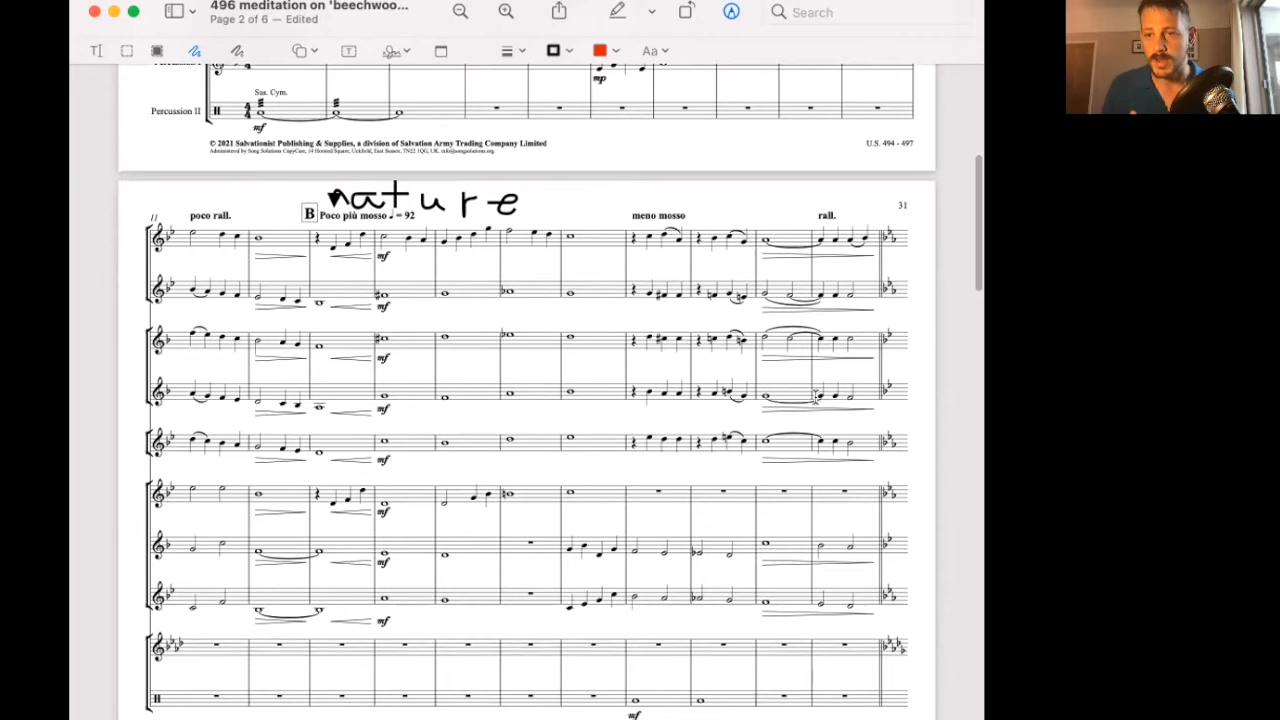 496 meditation on 'beechwoo...
Page 2 of 6 — Edited
Search
Aa
mp
Sus. Cym.
Percussion II
mf
© 2021 Salvationist Publishing & Supplies, a division of Salvation Army Trading Company Limited
U.S. 494 - 497
nature
31
11
poco rall.
B Poco più mosso ♩ = 92
meno mosso
rall.
mf
mf
mf
mf
mf
mf
mf
mf
mf